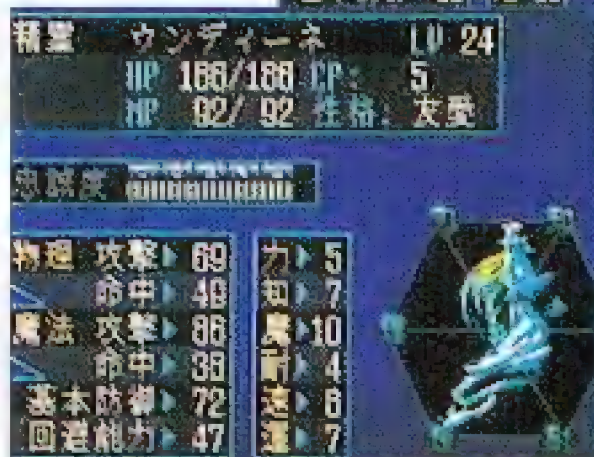 精霊 ウンディーネ LV 24
HP 166/166 CP: 5
MP 92/ 92 性格: 友愛
忠誠度
物理 攻撃▶ 69
命中▶ 49
魔法 攻撃▶ 86
命中▶ 38
基本防御▶ 72
回避能力▶ 47
力▶ 5
知▶ 7
魔▶10
耐▶ 4
速▶ 6
運▶ 7